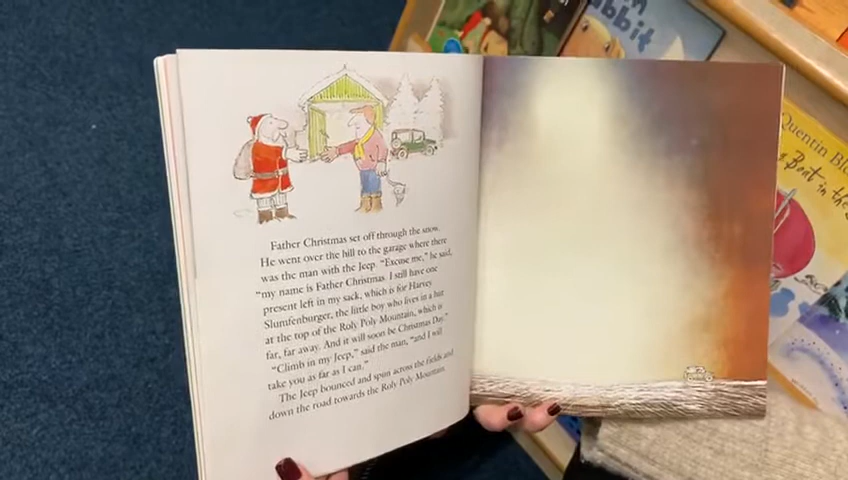 Father Christmas set off through the snow.
He went over the hill to the garage where there
was the man with the Jeep. “Excuse me,” he said,
“my name is Father Christmas. I still have one
present left in my sack, which is for Harvey
Slumfenburger, the little boy who lives in a hut
at the top of the Roly Poly Mountain, which is
far, far away. And it will soon be Christmas Day.”
“Climb in my Jeep,” said the man, “and I will
take you as far as I can.”
The Jeep bounced and spun across the fields and
down the road towards the Roly Poly Mountain.
Quentin
Boat in the